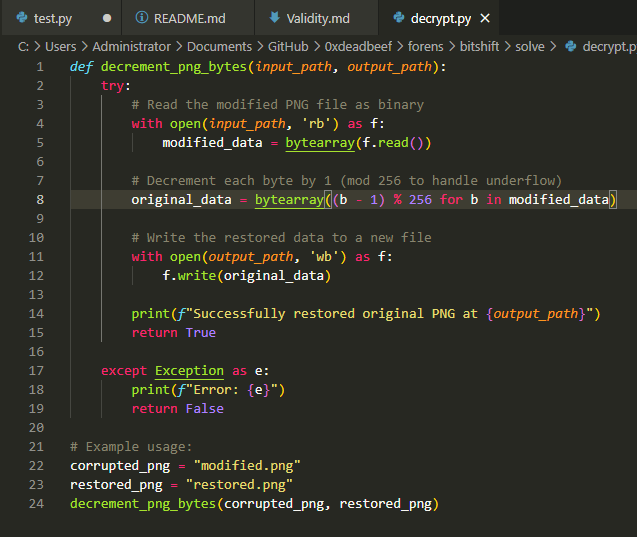 test.py README.md Validity.md decrypt.py
C: > Users > Administrator > Documents > GitHub > 0xdeadbeef > forens > bitshift > solve > decrypt.p
1 def decrement_png_bytes(input_path, output_path):
2     try:
3         # Read the modified PNG file as binary
4         with open(input_path, 'rb') as f:
5             modified_data = bytearray(f.read())
6
7         # Decrement each byte by 1 (mod 256 to handle underflow)
8         original_data = bytearray((b - 1) % 256 for b in modified_data)
9
10         # Write the restored data to a new file
11         with open(output_path, 'wb') as f:
12             f.write(original_data)
13
14         print(f"Successfully restored original PNG at {output_path}")
15         return True
16
17     except Exception as e:
18         print(f"Error: {e}")
19         return False
20
21 # Example usage:
22 corrupted_png = "modified.png"
23 restored_png = "restored.png"
24 decrement_png_bytes(corrupted_png, restored_png)